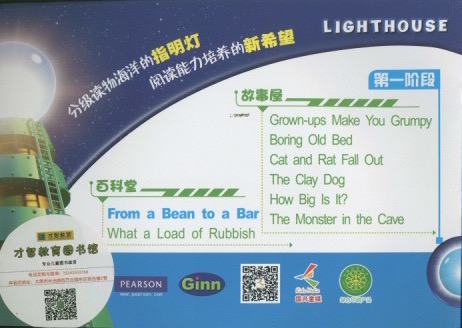 LIGHTHOUSE
分级读物海洋的指明灯
阅读能力培养的新希望
第一阶段
故事屋
Grown-ups Make You Grumpy
Boring Old Bed
Cat and Rat Fall Out
The Clay Dog
How Big Is It?
The Monster in the Cave
百科堂
From a Bean to a Bar
What a Load of Rubbish
才智教育图书馆
PEARSON
Ginn